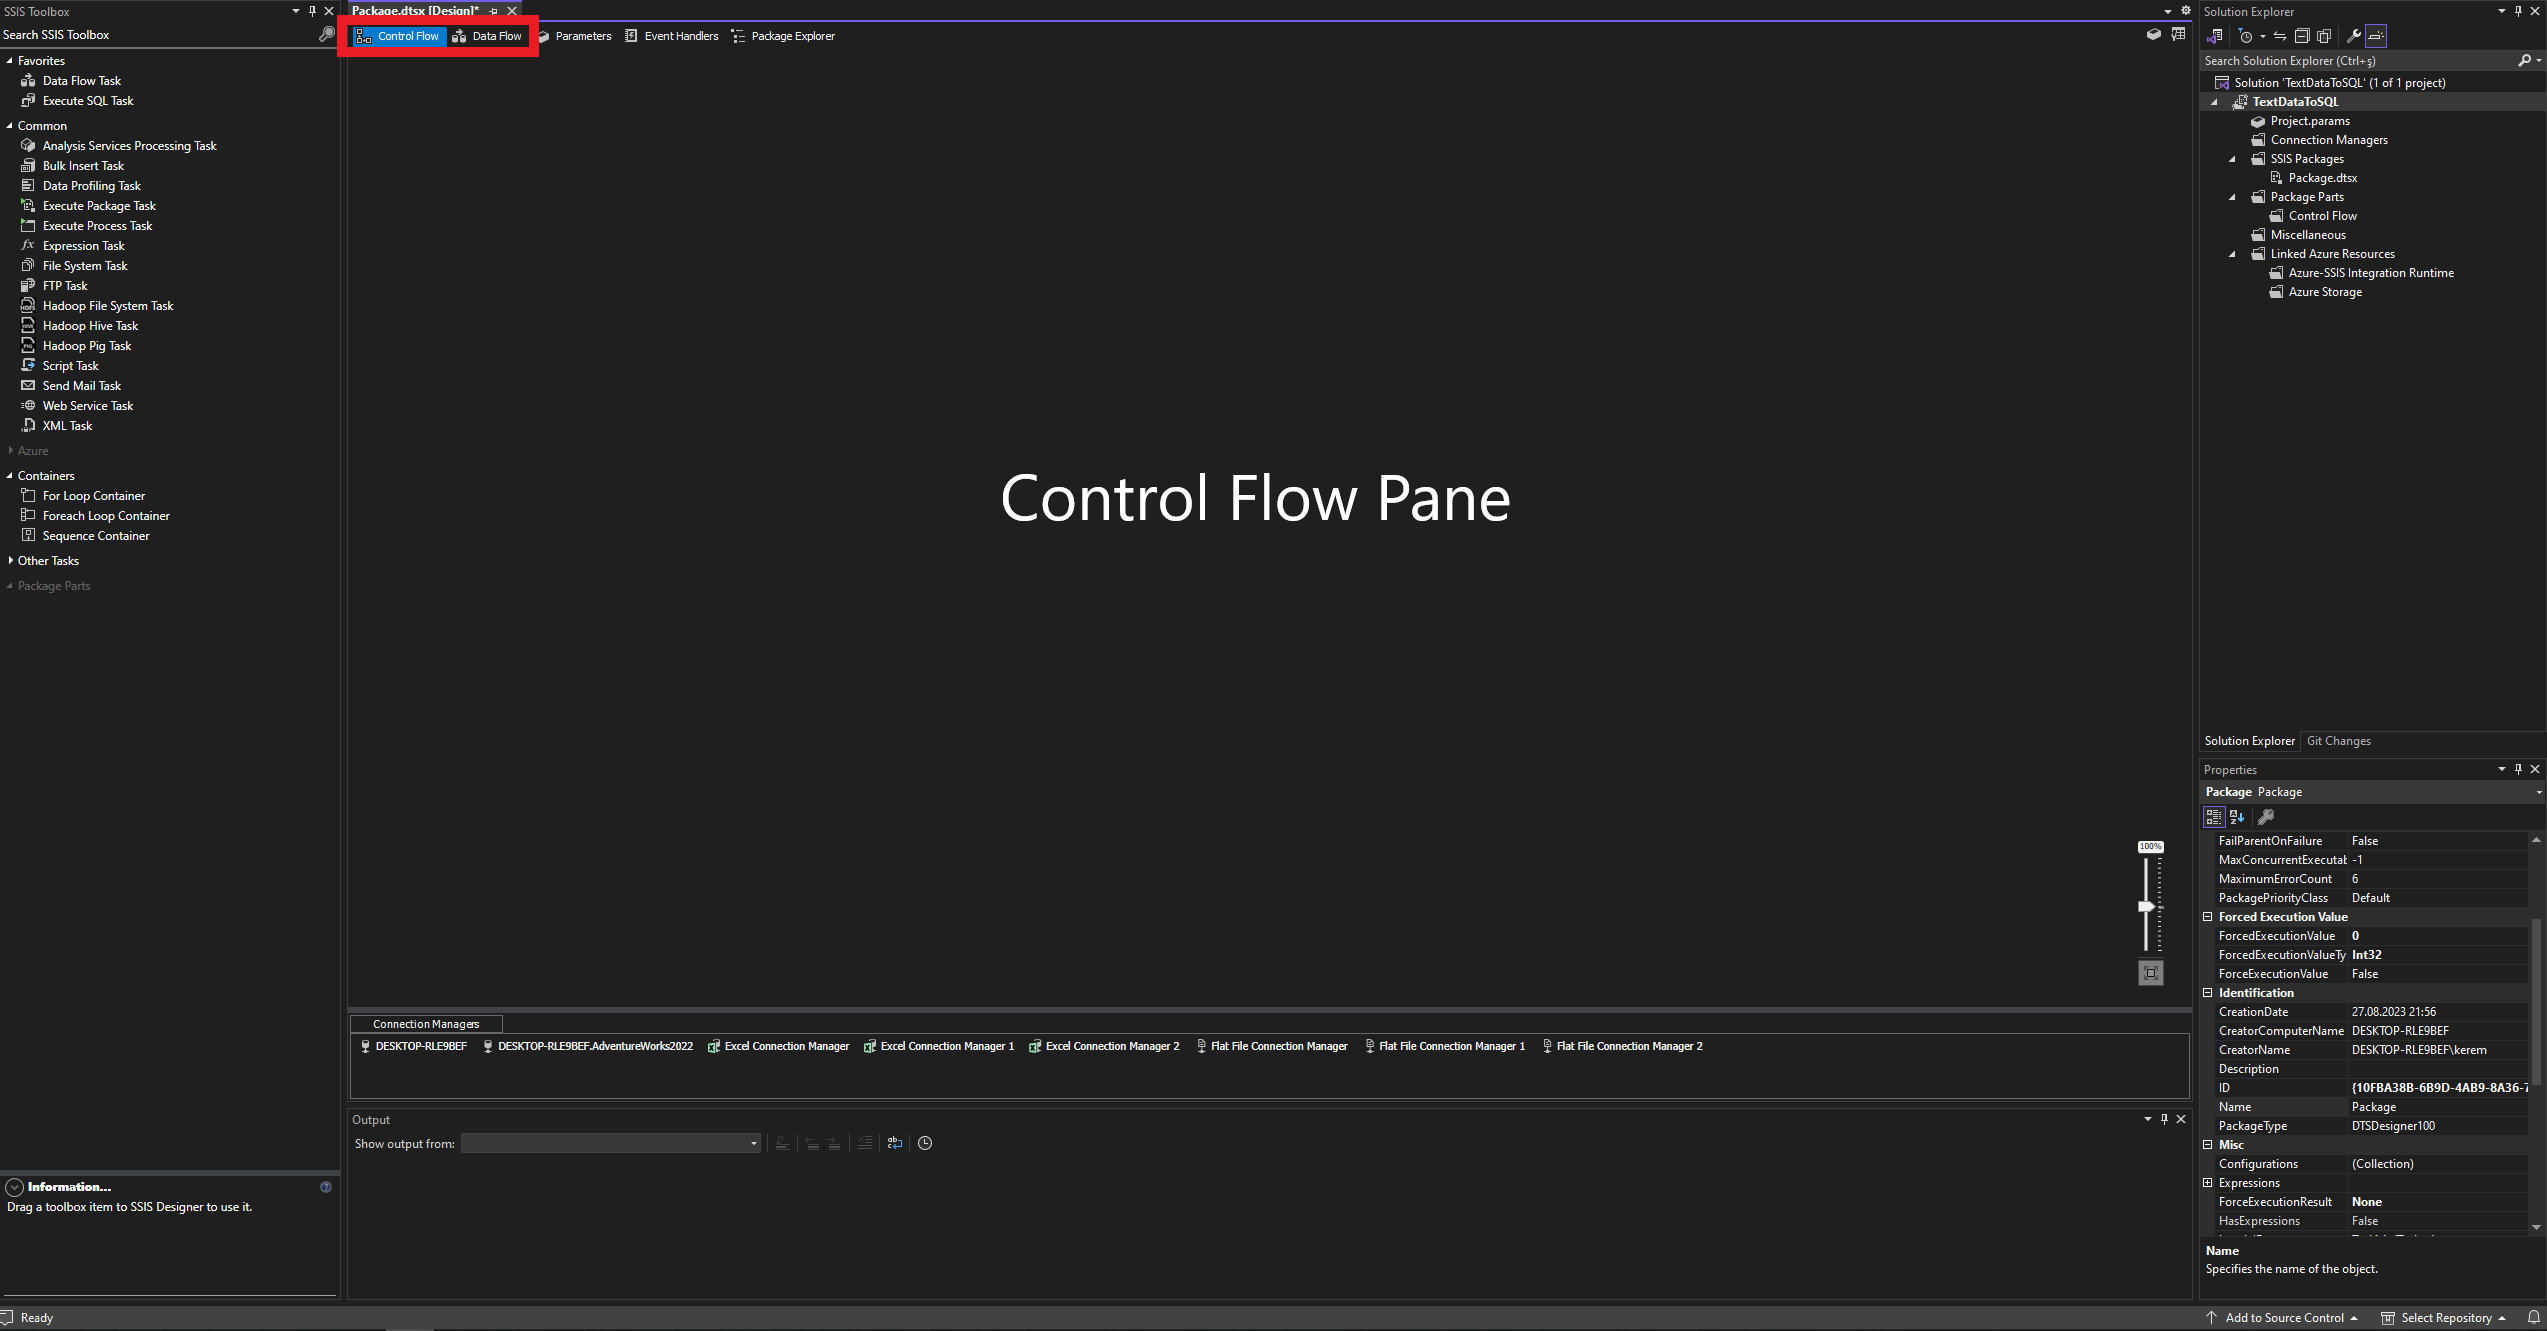 SSIS Toolbox
Search SSIS Toolbox
Favorites
Data Flow Task
Execute SQL Task
Common
Analysis Services Processing Task
Bulk Insert Task
Data Profiling Task
Execute Package Task
Execute Process Task
Expression Task
File System Task
FTP Task
Hadoop File System Task
Hadoop Hive Task
Hadoop Pig Task
Script Task
Send Mail Task
Web Service Task
XML Task
Azure
Containers
For Loop Container
Foreach Loop Container
Sequence Container
Other Tasks
Package Parts
Information...
Drag a toolbox item to SSIS Designer to use it.
Package.dtsx [Design]*
Control Flow Data Flow Parameters Event Handlers Package Explorer
Control Flow Pane
100%
Connection Managers
DESKTOP-RLE9BEF DESKTOP-RLE9BEF.AdventureWorks2022 Excel Connection Manager Excel Connection Manager 1 Excel Connection Manager 2 Flat File Connection Manager Flat File Connection Manager 1 Flat File Connection Manager 2
Output
Show output from:
Solution Explorer
Search Solution Explorer (Ctrl+ş)
Solution 'TextDataToSQL' (1 of 1 project)
TextDataToSQL
Project.params
Connection Managers
SSIS Packages
Package.dtsx
Package Parts
Control Flow
Miscellaneous
Linked Azure Resources
Azure-SSIS Integration Runtime
Azure Storage
Solution Explorer Git Changes
Properties
Package Package
FailParentOnFailure False
MaxConcurrentExecutab -1
MaximumErrorCount 6
PackagePriorityClass Default
Forced Execution Value
ForcedExecutionValue 0
ForcedExecutionValueTy Int32
ForceExecutionValue False
Identification
CreationDate 27.08.2023 21:56
CreatorComputerName DESKTOP-RLE9BEF
CreatorName DESKTOP-RLE9BEF\kerem
Description
ID {10FBA38B-6B9D-4AB9-8A36-7
Name Package
PackageType DTSDesigner100
Misc
Configurations (Collection)
Expressions
ForceExecutionResult None
HasExpressions False
Name
Specifies the name of the object.
Ready
Add to Source Control Select Repository